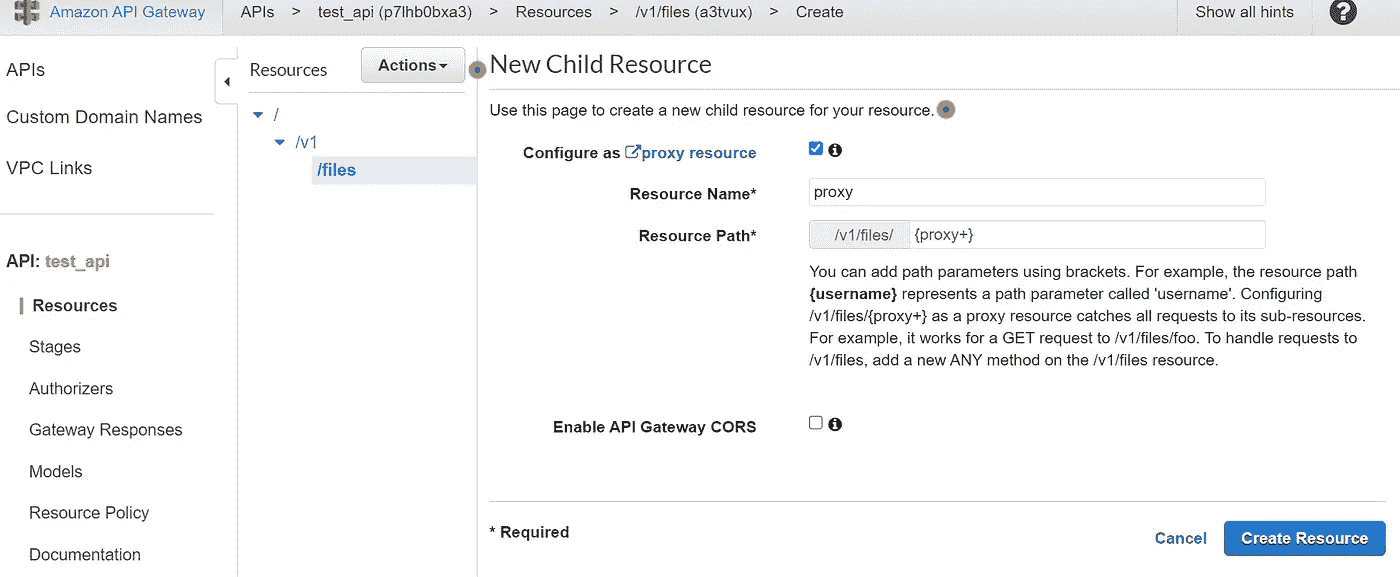 Amazon API Gateway APIs > test_api (p7lhb0bxa3) > Resources > /v1/files (a3tvux) > Create Show all hints ?
APIs
Custom Domain Names
VPC Links
API: test_api
Resources
Stages
Authorizers
Gateway Responses
Models
Resource Policy
Documentation
Resources Actions
/
/v1
/files
New Child Resource
Use this page to create a new child resource for your resource.
Configure as proxy resource
Resource Name* proxy
Resource Path* /v1/files/ {proxy+}
You can add path parameters using brackets. For example, the resource path
{username} represents a path parameter called 'username'. Configuring
/v1/files/{proxy+} as a proxy resource catches all requests to its sub-resources.
For example, it works for a GET request to /v1/files/foo. To handle requests to
/v1/files, add a new ANY method on the /v1/files resource.
Enable API Gateway CORS
* Required
Cancel Create Resource